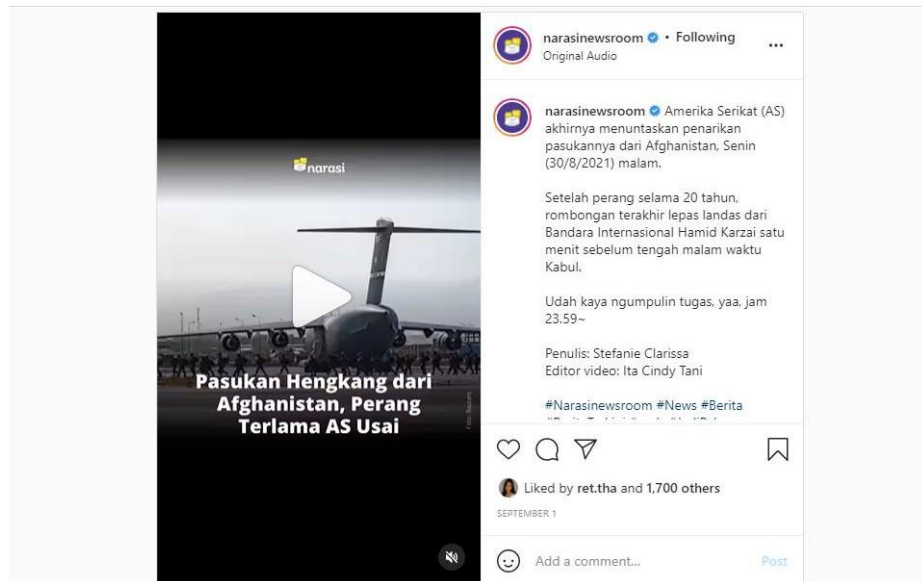 narasi
Pasukan Hengkang dari
Afghanistan, Perang
Terlama AS Usai
Foto: Reuters
narasinewsroom • Following
Original Audio
narasinewsroom Amerika Serikat (AS)
akhirnya menuntaskan penarikan
pasukannya dari Afghanistan, Senin
(30/8/2021) malam.
Setelah perang selama 20 tahun,
rombongan terakhir lepas landas dari
Bandara Internasional Hamid Karzai satu
menit sebelum tengah malam waktu
Kabul.
Udah kaya ngumpulin tugas, yaa, jam
23.59~
Penulis: Stefanie Clarissa
Editor video: Ita Cindy Tani
#Narasinewsroom #News #Berita
Liked by ret.tha and 1,700 others
SEPTEMBER 1
Add a comment...
Post